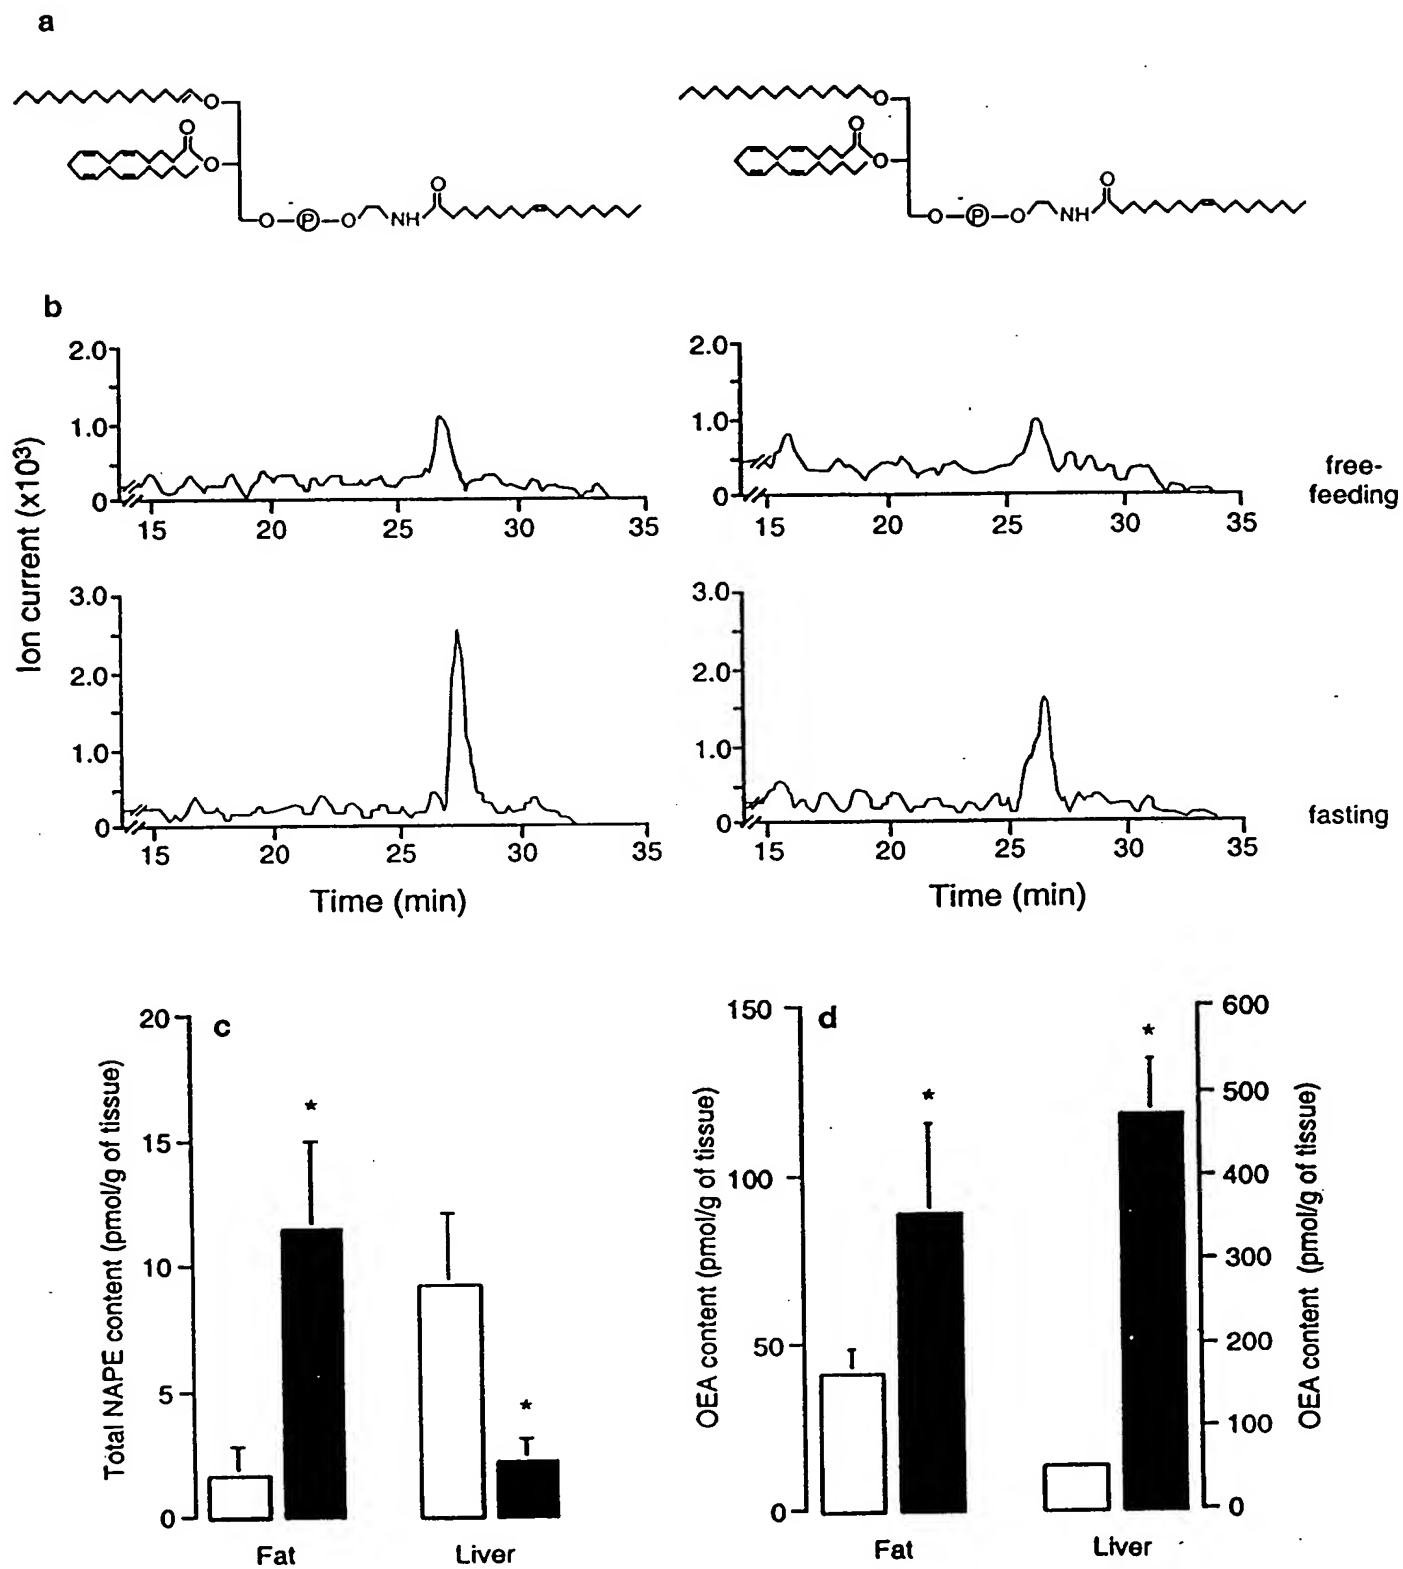 a
O
O
O
O P O NH
O
O
O
O
O
O P O NH
O
b
Ion current (x10³)
2.0
1.0
0
15 20 25 30 35
2.0
1.0
0
15 20 25 30 35
free-
feeding
3.0
2.0
1.0
0
15 20 25 30 35
Time (min)
3.0
2.0
1.0
0
15 20 25 30 35
Time (min)
fasting
c
Total NAPE content (pmol/g of tissue)
20
15
10
5
0
*
*
Fat Liver
d
OEA content (pmol/g of tissue)
150
100
50
0
*
*
600
500
400
300
200
100
0
OEA content (pmol/g of tissue)
Fat Liver